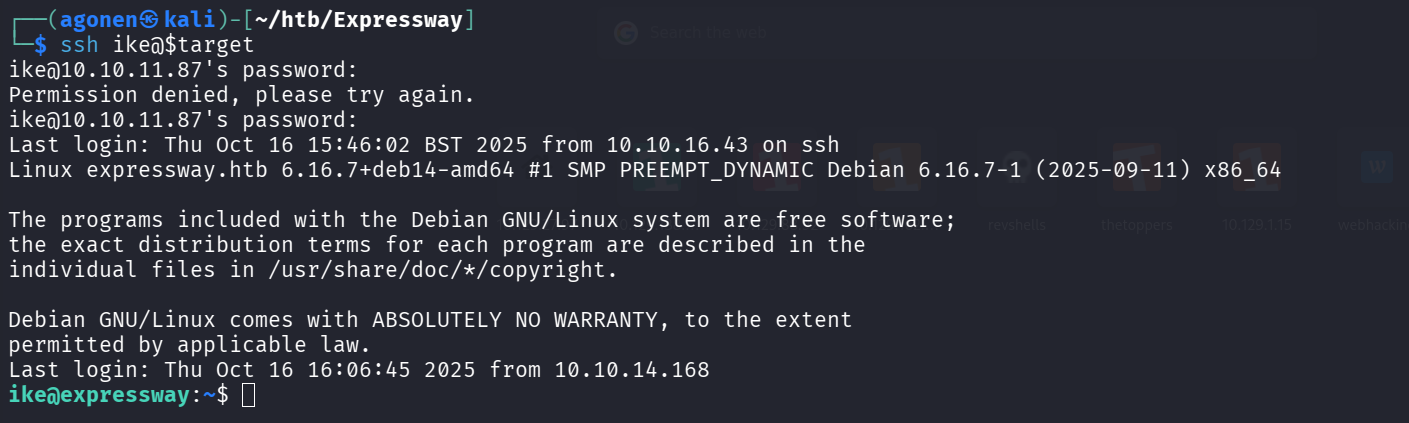 ┌──(agonen㉿kali)-[~/htb/Expressway]
└─$ ssh ike@$target
ike@10.10.11.87's password:
Permission denied, please try again.
ike@10.10.11.87's password:
Last login: Thu Oct 16 15:46:02 BST 2025 from 10.10.16.43 on ssh
Linux expressway.htb 6.16.7+deb14-amd64 #1 SMP PREEMPT_DYNAMIC Debian 6.16.7-1 (2025-09-11) x86_64
The programs included with the Debian GNU/Linux system are free software;
the exact distribution terms for each program are described in the
individual files in /usr/share/doc/*/copyright.
Debian GNU/Linux comes with ABSOLUTELY NO WARRANTY, to the extent
permitted by applicable law.
Last login: Thu Oct 16 16:06:45 2025 from 10.10.14.168
ike@expressway:~$
Search the web
revshells
thetoppers
10.129.1.15